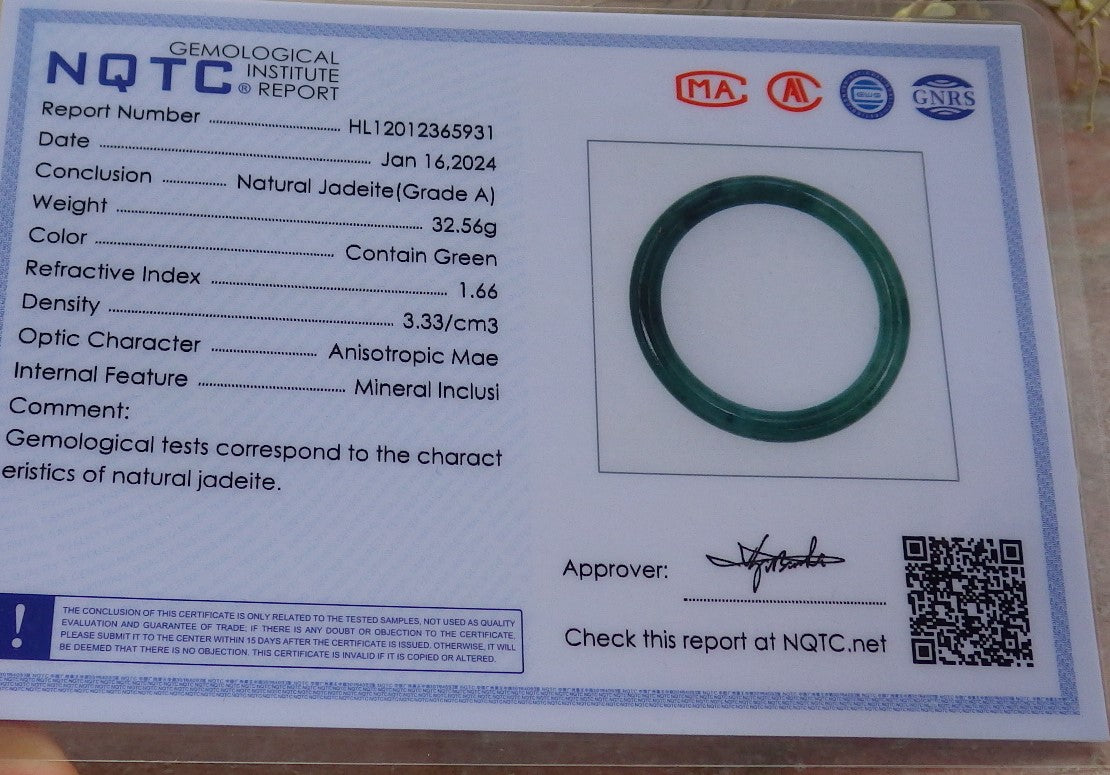 NQTC® GEMOLOGICAL INSTITUTE REPORT
MA
AL
GNRS
Report Number HL12012365931
Date Jan 16,2024
Conclusion Natural Jadeite(Grade A)
Weight 32.56g
Color Contain Green
Refractive Index 1.66
Density 3.33/cm3
Optic Character Anisotropic Mae
Internal Feature Mineral Inclusi
Comment:
Gemological tests correspond to the charact
eristics of natural jadeite.
Approver:
Check this report at NQTC.net
! THE CONCLUSION OF THIS CERTIFICATE IS ONLY RELATED TO THE TESTED SAMPLES, NOT USED AS QUALITY
EVALUATION AND GUARANTEE OF TRADE; IF THERE IS ANY DOUBT OR OBJECTION TO THE CERTIFICATE,
PLEASE SUBMIT IT TO THE CENTER WITHIN 15 DAYS AFTER THE CERTIFICATE IS ISSUED. OTHERWISE, IT WILL
BE DEEMED THAT THERE IS NO OBJECTION. THIS CERTIFICATE IS INVALID IF IT IS COPIED OR ALTERED.